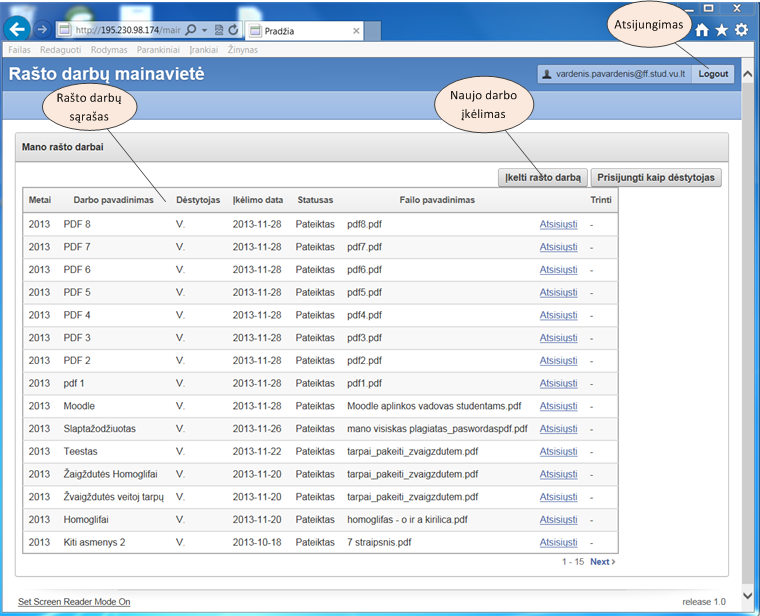 Atsijungimas
http://195.230.98.174/mair
Pradžia
Failas Redaguoti Rodymas Parankiniai Įrankiai Žinynas
Rašto darbų mainavietė
vardenis.pavardenis@ff.stud.vu.lt Logout
Rašto darbų
sąrašas
Naujo darbo
įkėlimas
Mano rašto darbai
Įkelti rašto darbą Prisijungti kaip dėstytojas
Metai Darbo pavadinimas Dėstytojas Įkėlimo data Statusas Failo pavadinimas Trinti
2013 PDF 8 V. 2013-11-28 Pateiktas pdf8.pdf Atsisiųsti -
2013 PDF 7 V. 2013-11-28 Pateiktas pdf7.pdf Atsisiųsti -
2013 PDF 6 V. 2013-11-28 Pateiktas pdf6.pdf Atsisiųsti -
2013 PDF 5 V. 2013-11-28 Pateiktas pdf5.pdf Atsisiųsti -
2013 PDF 4 V. 2013-11-28 Pateiktas pdf4.pdf Atsisiųsti -
2013 PDF 3 V. 2013-11-28 Pateiktas pdf3.pdf Atsisiųsti -
2013 PDF 2 V. 2013-11-28 Pateiktas pdf2.pdf Atsisiųsti -
2013 pdf 1 V. 2013-11-28 Pateiktas pdf1.pdf Atsisiųsti -
2013 Moodle V. 2013-11-28 Pateiktas Moodle aplinkos vadovas studentams.pdf Atsisiųsti -
2013 Slaptažodžiuotas V. 2013-11-26 Pateiktas mano visiskas plagiatas_paswordaspdf.pdf Atsisiųsti -
2013 Teestas V. 2013-11-22 Pateiktas tarpai_pakeiti_zvaigzdutem.pdf Atsisiųsti -
2013 Žaigždutės Homoglifai V. 2013-11-20 Pateiktas tarpai_pakeiti_zvaigzdutem.pdf Atsisiųsti -
2013 Žvaigždutės veitoj tarpų V. 2013-11-20 Pateiktas tarpai_pakeiti_zvaigzdutem.pdf Atsisiųsti -
2013 Homoglifai V. 2013-11-20 Pateiktas homoglifas - o ir a kirilica.pdf Atsisiųsti -
2013 Kiti asmenys 2 V. 2013-10-18 Pateiktas 7 straipsnis.pdf Atsisiųsti -
1 - 15 Next ›
Set Screen Reader Mode On release 1.0